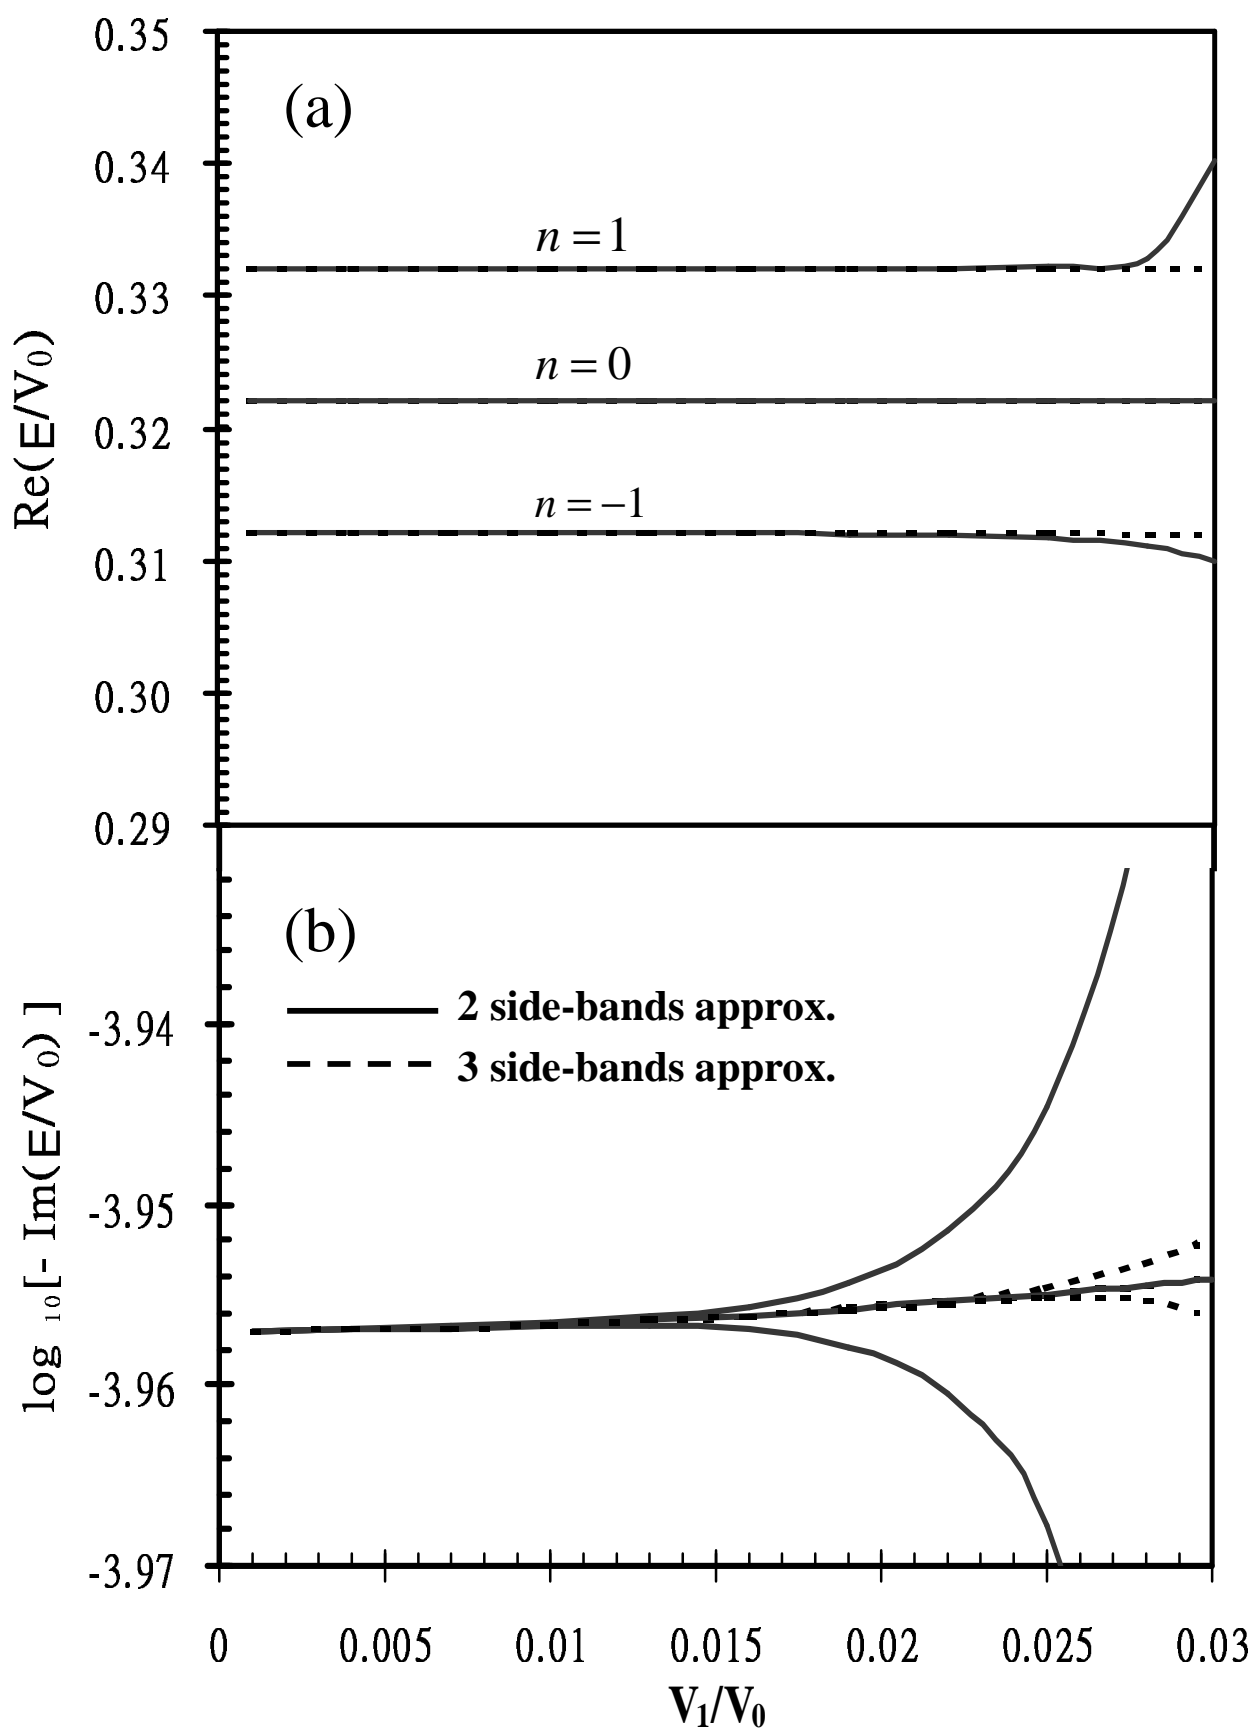 0.35
(a)
0.34
n = 1
0.33
n = 0
0.32
n = −1
0.31
0.30
0.29
Re(E/V0)
(b)
2 side-bands approx.
3 side-bands approx.
-3.94
-3.95
-3.96
-3.97
log 10[- Im(E/V0) ]
0 0.005 0.01 0.015 0.02 0.025 0.03
V1/V0